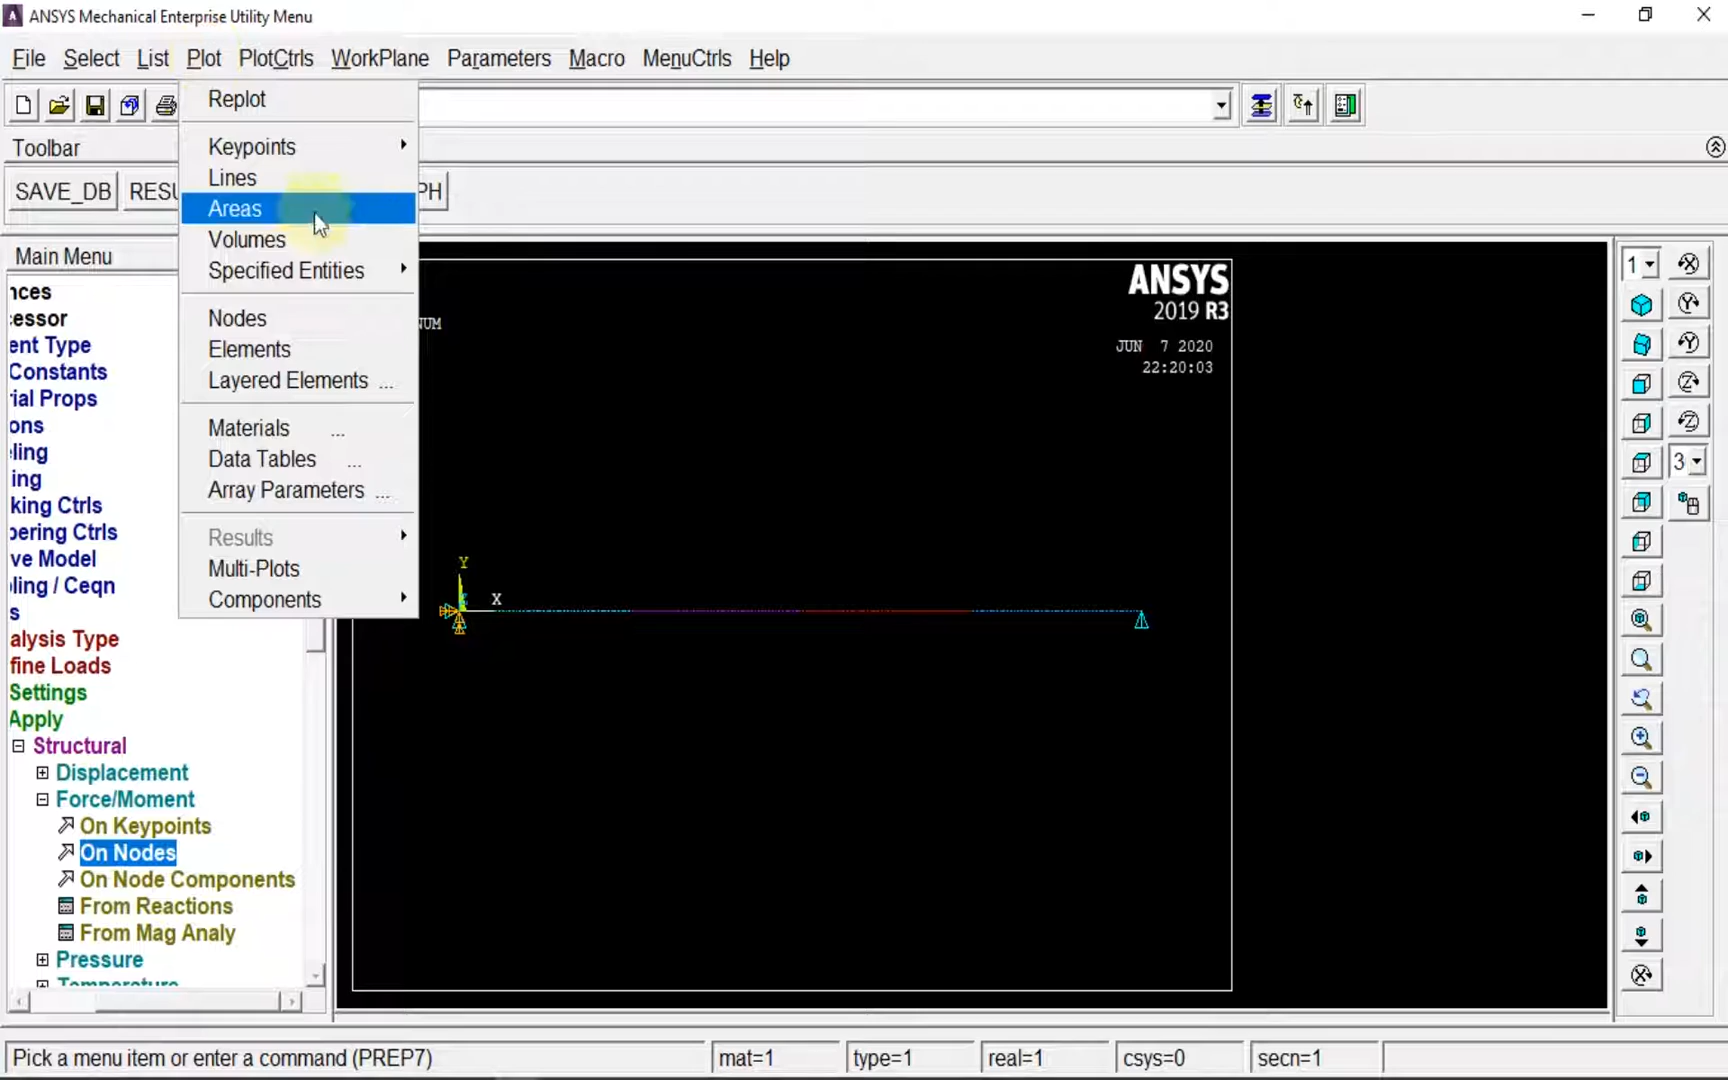 ANSYS Mechanical Enterprise Utility Menu
File Select List Plot PlotCtrls WorkPlane Parameters Macro MenuCtrls Help
Replot
Keypoints
Toolbar
Lines
SAVE_DB RESU PH
Areas
Volumes
Main Menu
Specified Entities
Nodes
Elements
Layered Elements ...
Materials ...
Data Tables ...
Array Parameters ...
Results
Multi-Plots
Components
nces
essor
ent Type
Constants
rial Props
ons
ling
ing
king Ctrls
pering Ctrls
ve Model
ling / Ceqn
s
alysis Type
fine Loads
Settings
Apply
Structural
Displacement
Force/Moment
On Keypoints
On Nodes
On Node Components
From Reactions
From Mag Analy
Pressure
NUM
ANSYS
2019 R3
JUN 7 2020
22:20:03
Y
X
1
3
Pick a menu item or enter a command (PREP7) mat=1 type=1 real=1 csys=0 secn=1